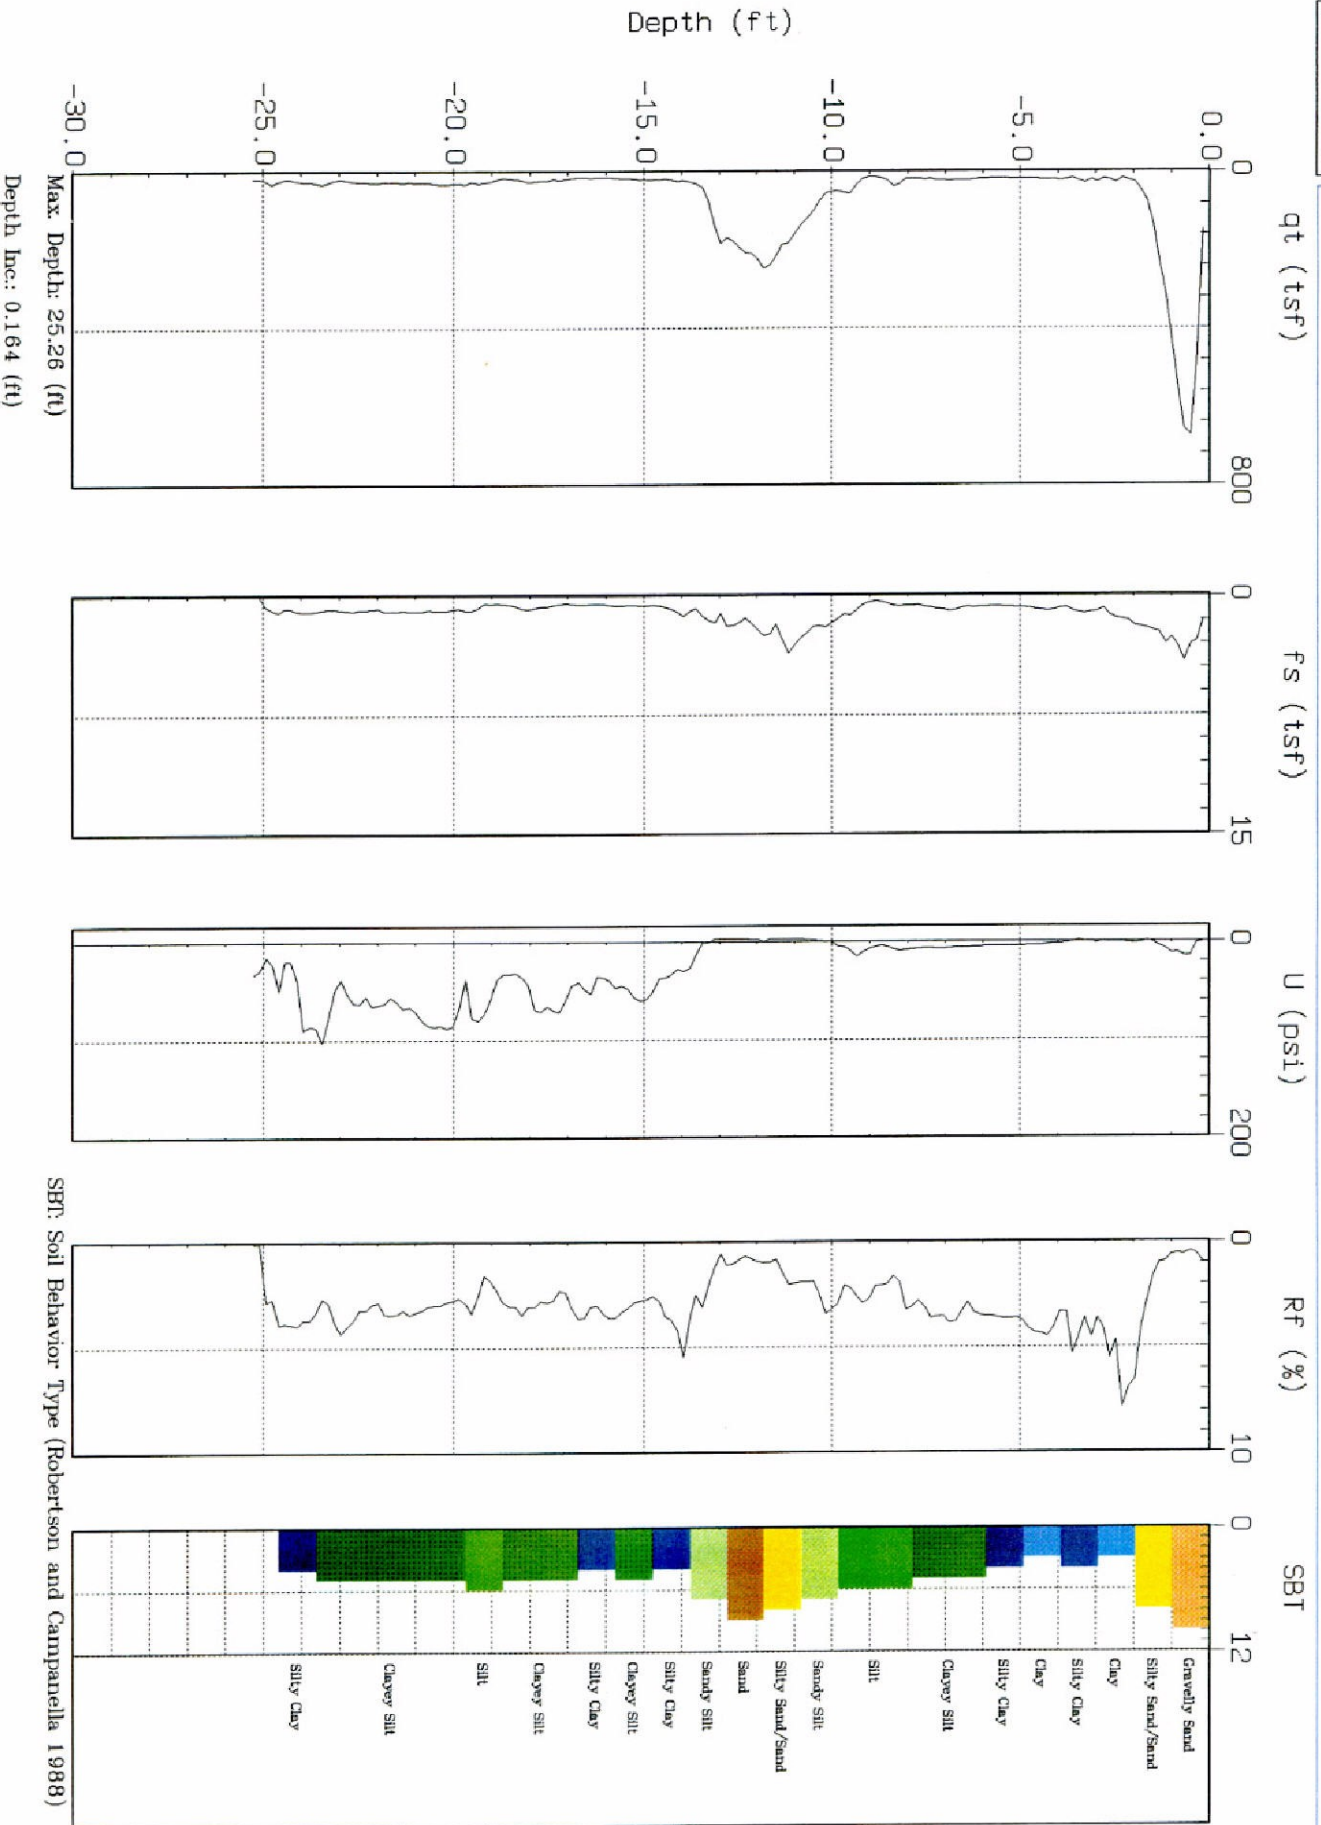 qt (tsf)
0
800
fs (tsf)
0
15
U (psi)
0
200
Rf (%)
0
10
SBT
0
12
Depth (ft)
0.0
-5.0
-10.0
-15.0
-20.0
-25.0
-30.0
Gravelly Sand
Silty Sand/Sand
Clay
Silty Clay
Clay
Silty Clay
Clayey Silt
Silt
Sandy Silt
Silty Sand/Sand
Sand
Sandy Silt
Silty Clay
Clayey Silt
Silty Clay
Clayey Silt
Silt
Clayey Silt
Silty Clay
Max. Depth: 25.26 (ft)
Depth Inc.: 0.164 (ft)
SBT: Soil Behavior Type (Robertson and Campanella 1988)